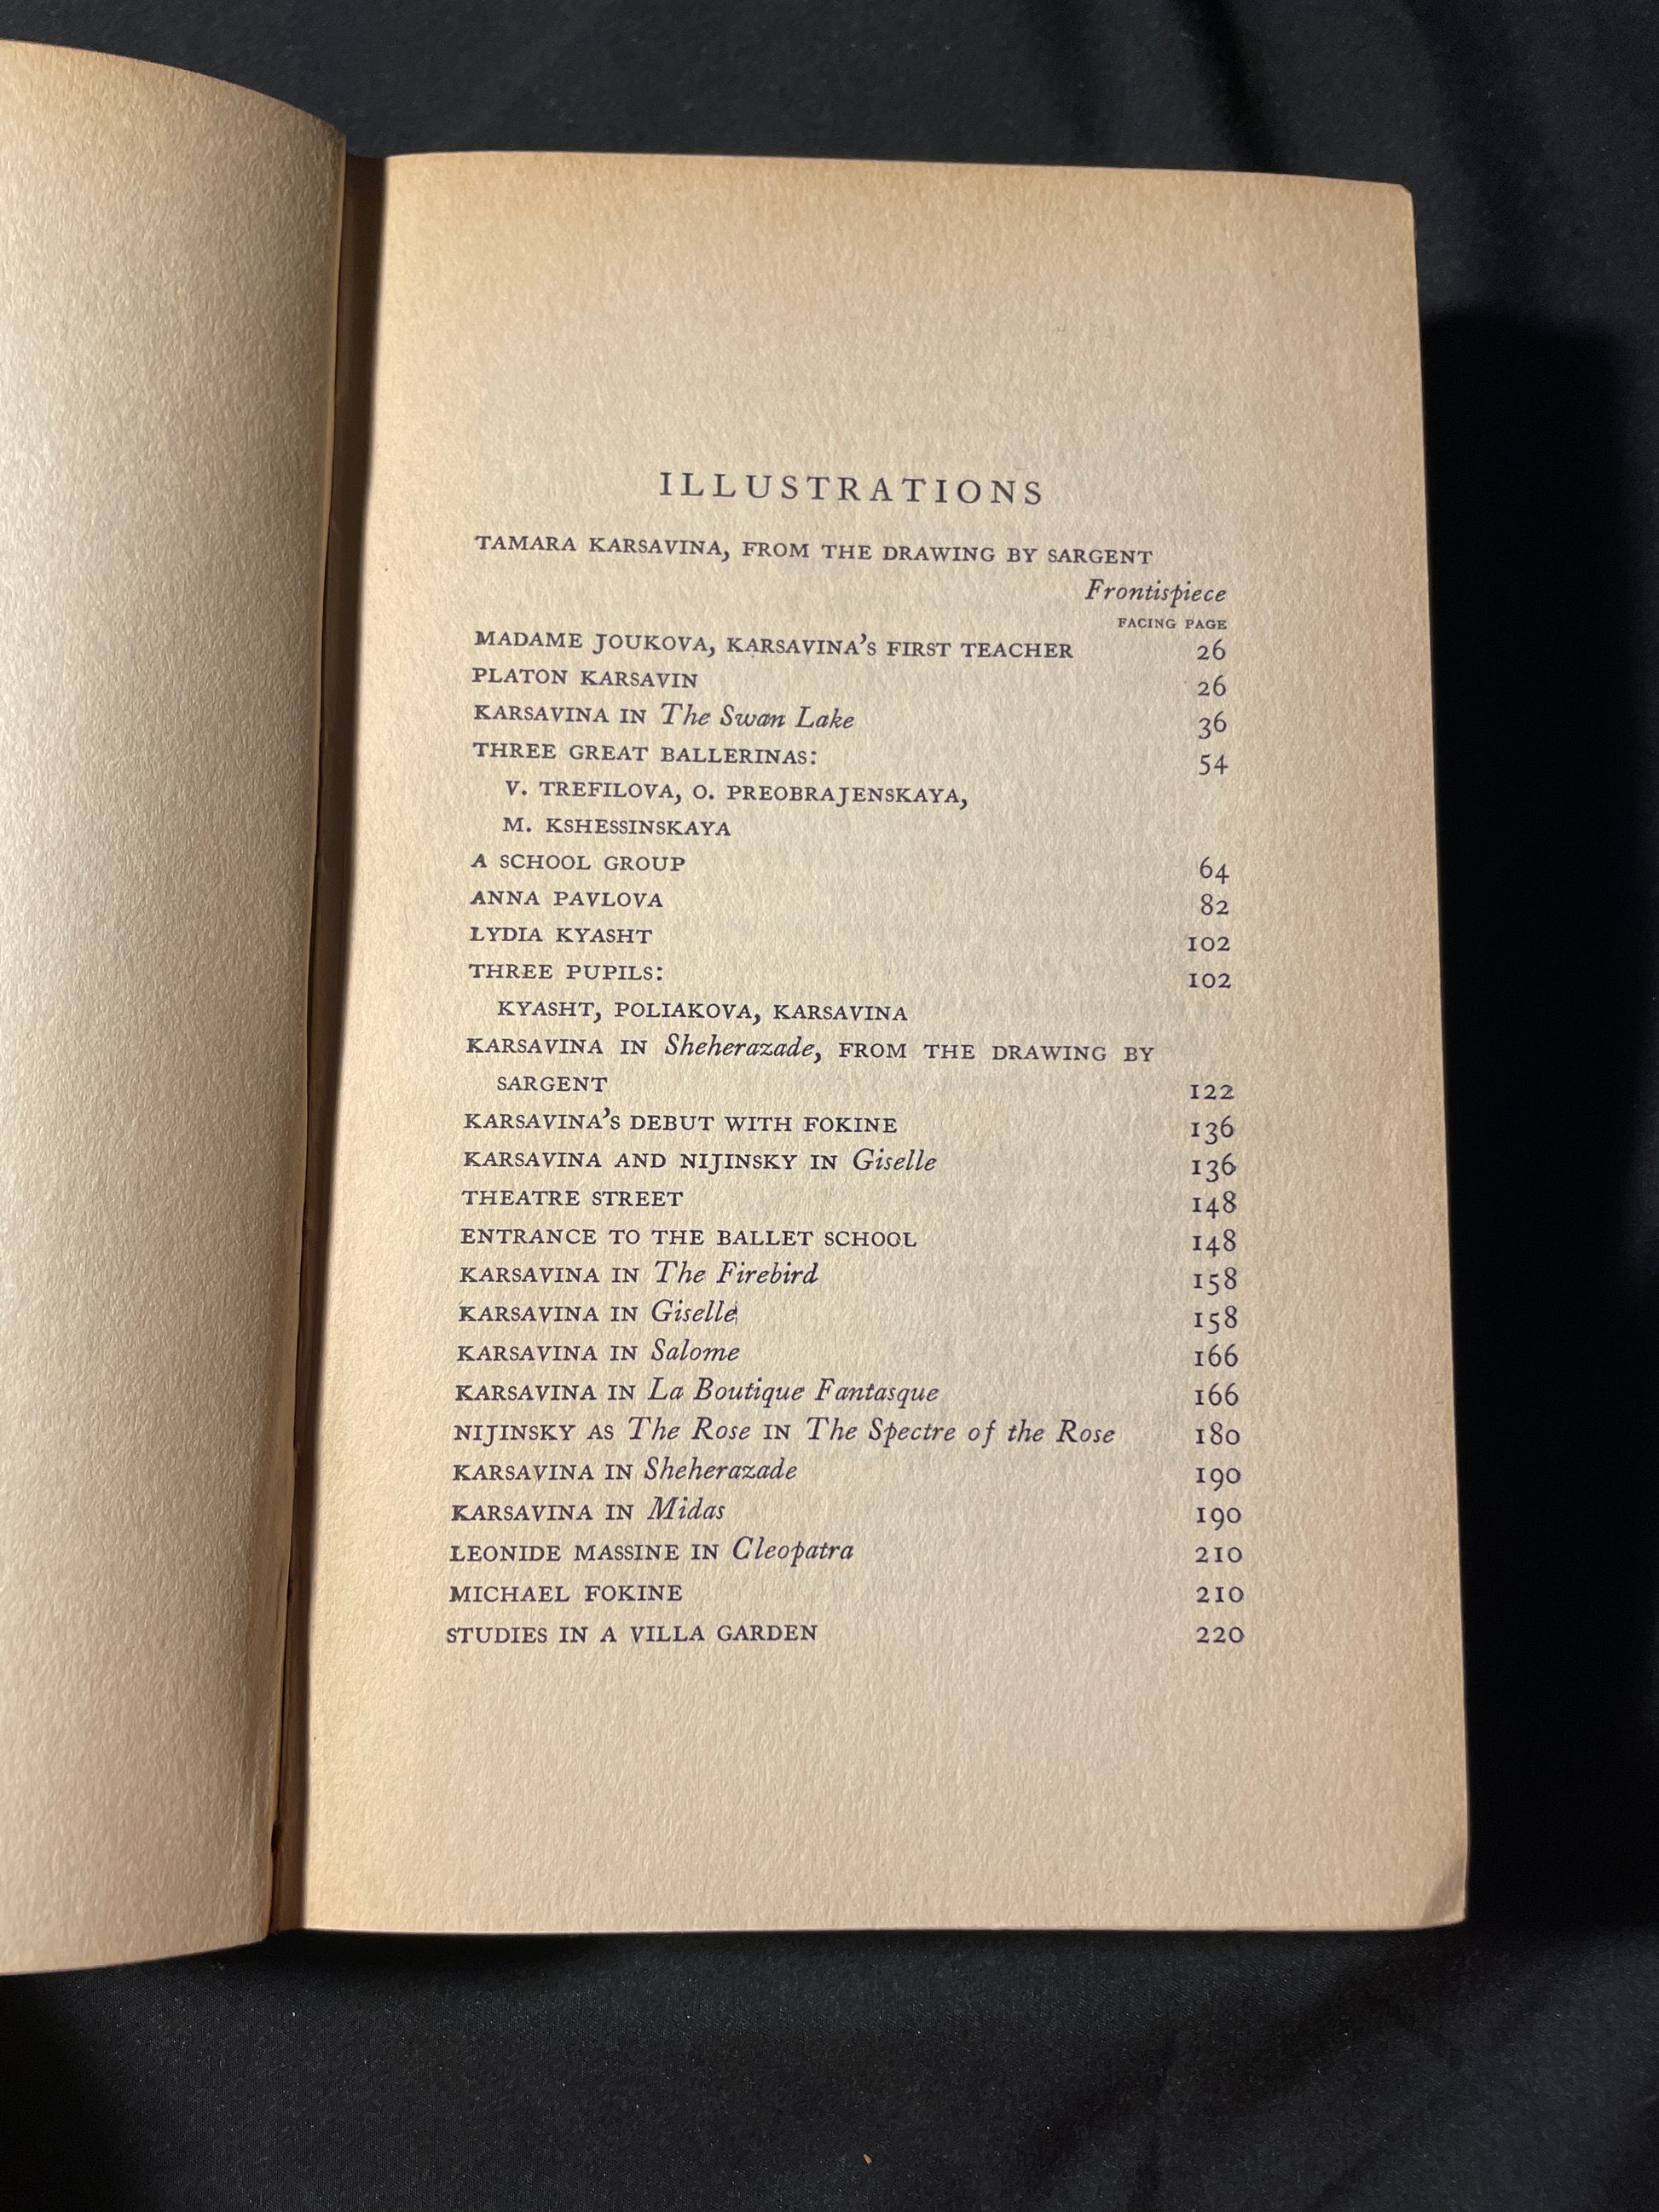 ILLUSTRATIONS
TAMARA KARSAVINA, FROM THE DRAWING BY SARGENT
Frontispiece
FACING PAGE
MADAME JOUKOVA, KARSAVINA'S FIRST TEACHER 26
PLATON KARSAVIN 26
KARSAVINA IN The Swan Lake 36
THREE GREAT BALLERINAS: 54
V. TREFILOVA, O. PREOBRAJENSKAYA,
M. KSHESSINSKAYA
A SCHOOL GROUP 64
ANNA PAVLOVA 82
LYDIA KYASHT 102
THREE PUPILS: 102
KYASHT, POLIAKOVA, KARSAVINA
KARSAVINA IN Sheherazade, FROM THE DRAWING BY
SARGENT 122
KARSAVINA'S DEBUT WITH FOKINE 136
KARSAVINA AND NIJINSKY IN Giselle 136
THEATRE STREET 148
ENTRANCE TO THE BALLET SCHOOL 148
KARSAVINA IN The Firebird 158
KARSAVINA IN Giselle 158
KARSAVINA IN Salome 166
KARSAVINA IN La Boutique Fantasque 166
NIJINSKY AS The Rose IN The Spectre of the Rose 180
KARSAVINA IN Sheherazade 190
KARSAVINA IN Midas 190
LEONIDE MASSINE IN Cleopatra 210
MICHAEL FOKINE 210
STUDIES IN A VILLA GARDEN 220